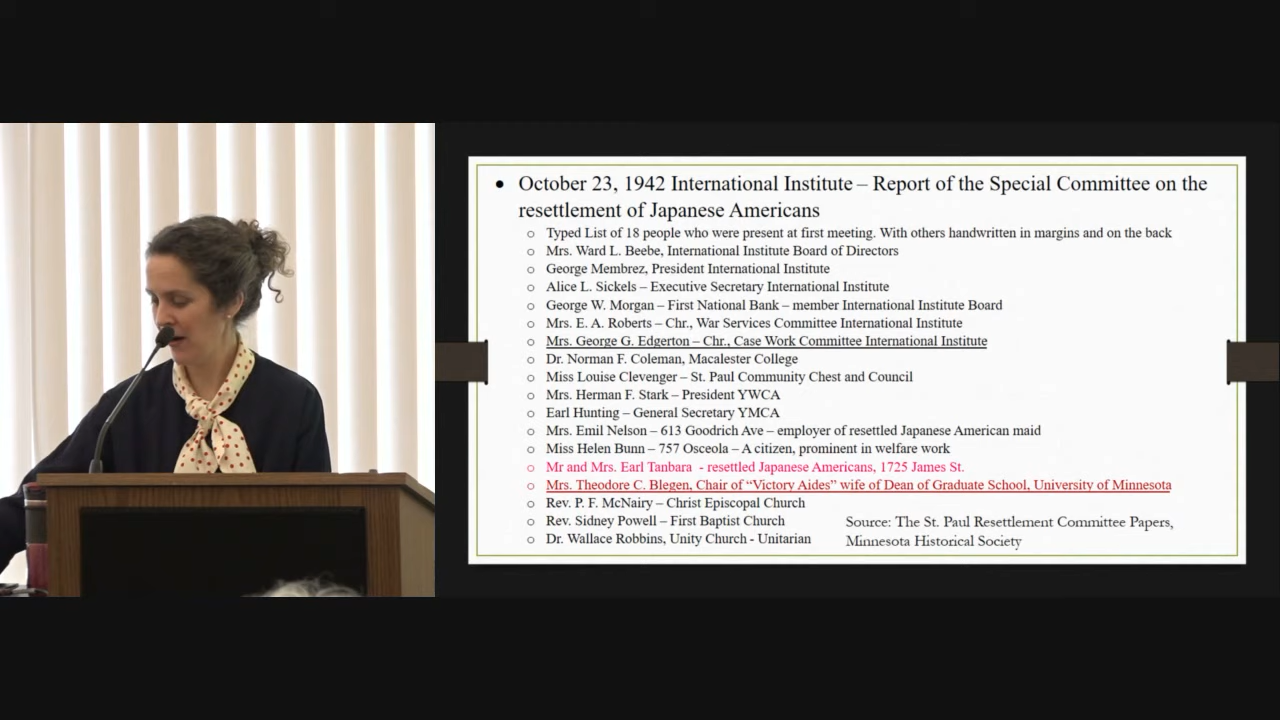 • October 23, 1942 International Institute – Report of the Special Committee on the
resettlement of Japanese Americans
o Typed List of 18 people who were present at first meeting. With others handwritten in margins and on the back
o Mrs. Ward L. Beebe, International Institute Board of Directors
o George Membrez, President International Institute
o Alice L. Sickels – Executive Secretary International Institute
o George W. Morgan – First National Bank – member International Institute Board
o Mrs. E. A. Roberts – Chr., War Services Committee International Institute
o Mrs. George G. Edgerton – Chr., Case Work Committee International Institute
o Dr. Norman F. Coleman, Macalester College
o Miss Louise Clevenger – St. Paul Community Chest and Council
o Mrs. Herman F. Stark – President YWCA
o Earl Hunting – General Secretary YMCA
o Mrs. Emil Nelson – 613 Goodrich Ave – employer of resettled Japanese American maid
o Miss Helen Bunn – 757 Osceola – A citizen, prominent in welfare work
o Mr and Mrs. Earl Tanbara - resettled Japanese Americans, 1725 James St.
o Mrs. Theodore C. Blegen, Chair of “Victory Aides” wife of Dean of Graduate School, University of Minnesota
o Rev. P. F. McNairy – Christ Episcopal Church
o Rev. Sidney Powell – First Baptist Church
o Dr. Wallace Robbins, Unity Church - Unitarian
Source: The St. Paul Resettlement Committee Papers,
Minnesota Historical Society